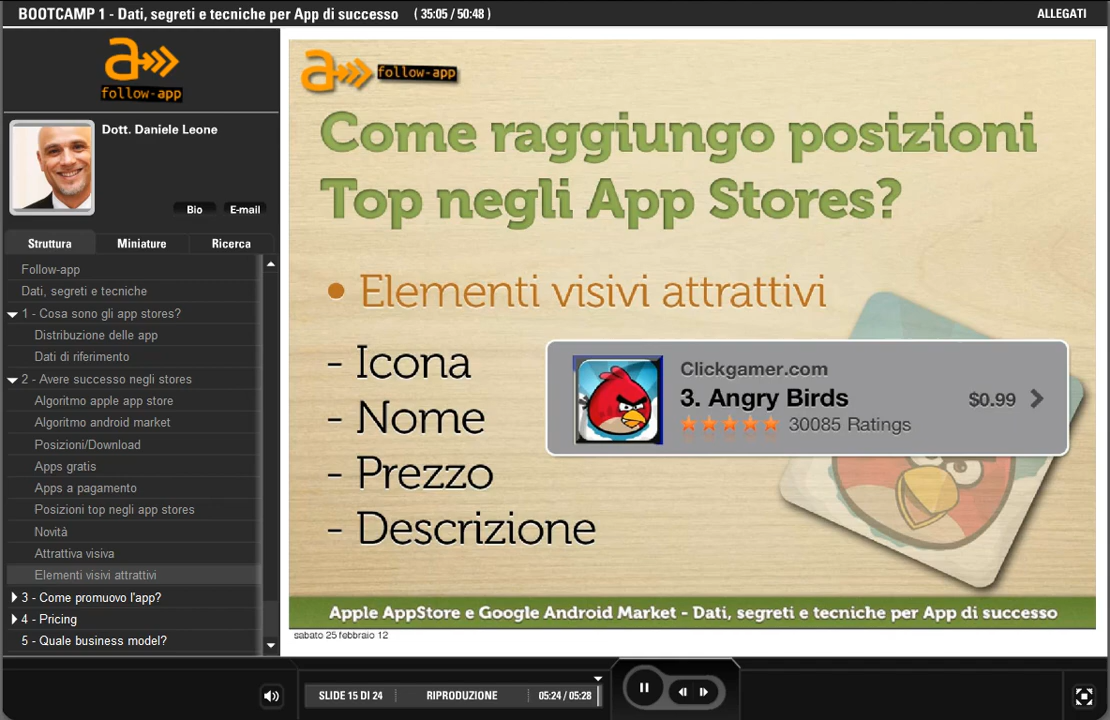 BOOTCAMP 1 - Dati, segreti e tecniche per App di successo ( 35:05 / 50:48 )
ALLEGATI
a
follow-app
Dott. Daniele Leone
Bio
E-mail
Struttura
Miniature
Ricerca
Follow-app
Dati, segreti e tecniche
1 - Cosa sono gli app stores?
Distribuzione delle app
Dati di riferimento
2 - Avere successo negli stores
Algoritmo apple app store
Algoritmo android market
Posizioni/Download
Apps gratis
Apps a pagamento
Posizioni top negli app stores
Novità
Attrattiva visiva
Elementi visivi attrattivi
3 - Come promuovo l'app?
4 - Pricing
5 - Quale business model?
a
follow-app
Come raggiungo posizioni
Top negli App Stores?
• Elementi visivi attrattivi
- Icona
- Nome
- Prezzo
- Descrizione
Clickgamer.com
3. Angry Birds
$0.99
30085 Ratings
Apple AppStore e Google Android Market - Dati, segreti e tecniche per App di successo
sabato 25 febbraio 12
SLIDE 15 DI 24
RIPRODUZIONE
05:24 / 05:28